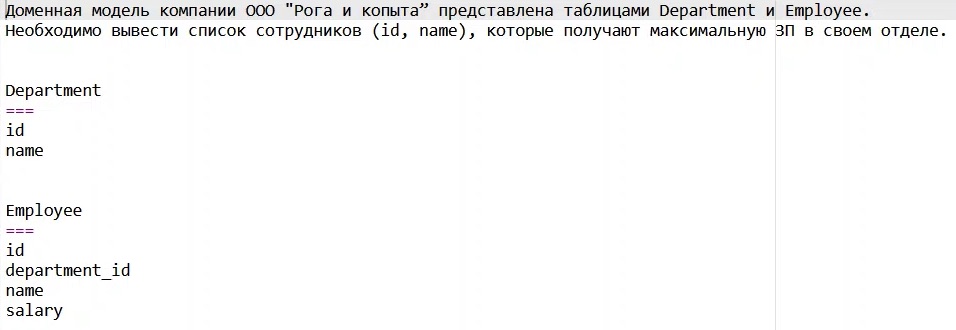 Доменная модель компании ООО "Рога и копыта” представлена таблицами Department и Employee.
Необходимо вывести список сотрудников (id, name), которые получают максимальную ЗП в своем отделе.
Department
===
id
name
Employee
===
id
department_id
name
salary